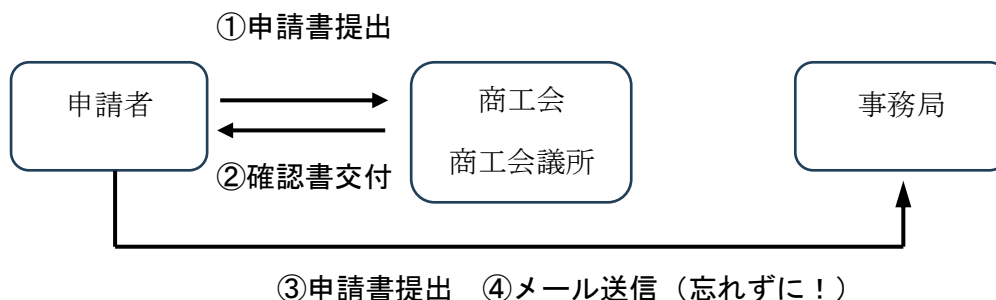 ①申請書提出
申請者
商工会
商工会議所
事務局
②確認書交付
③申請書提出　④メール送信（忘れずに！）